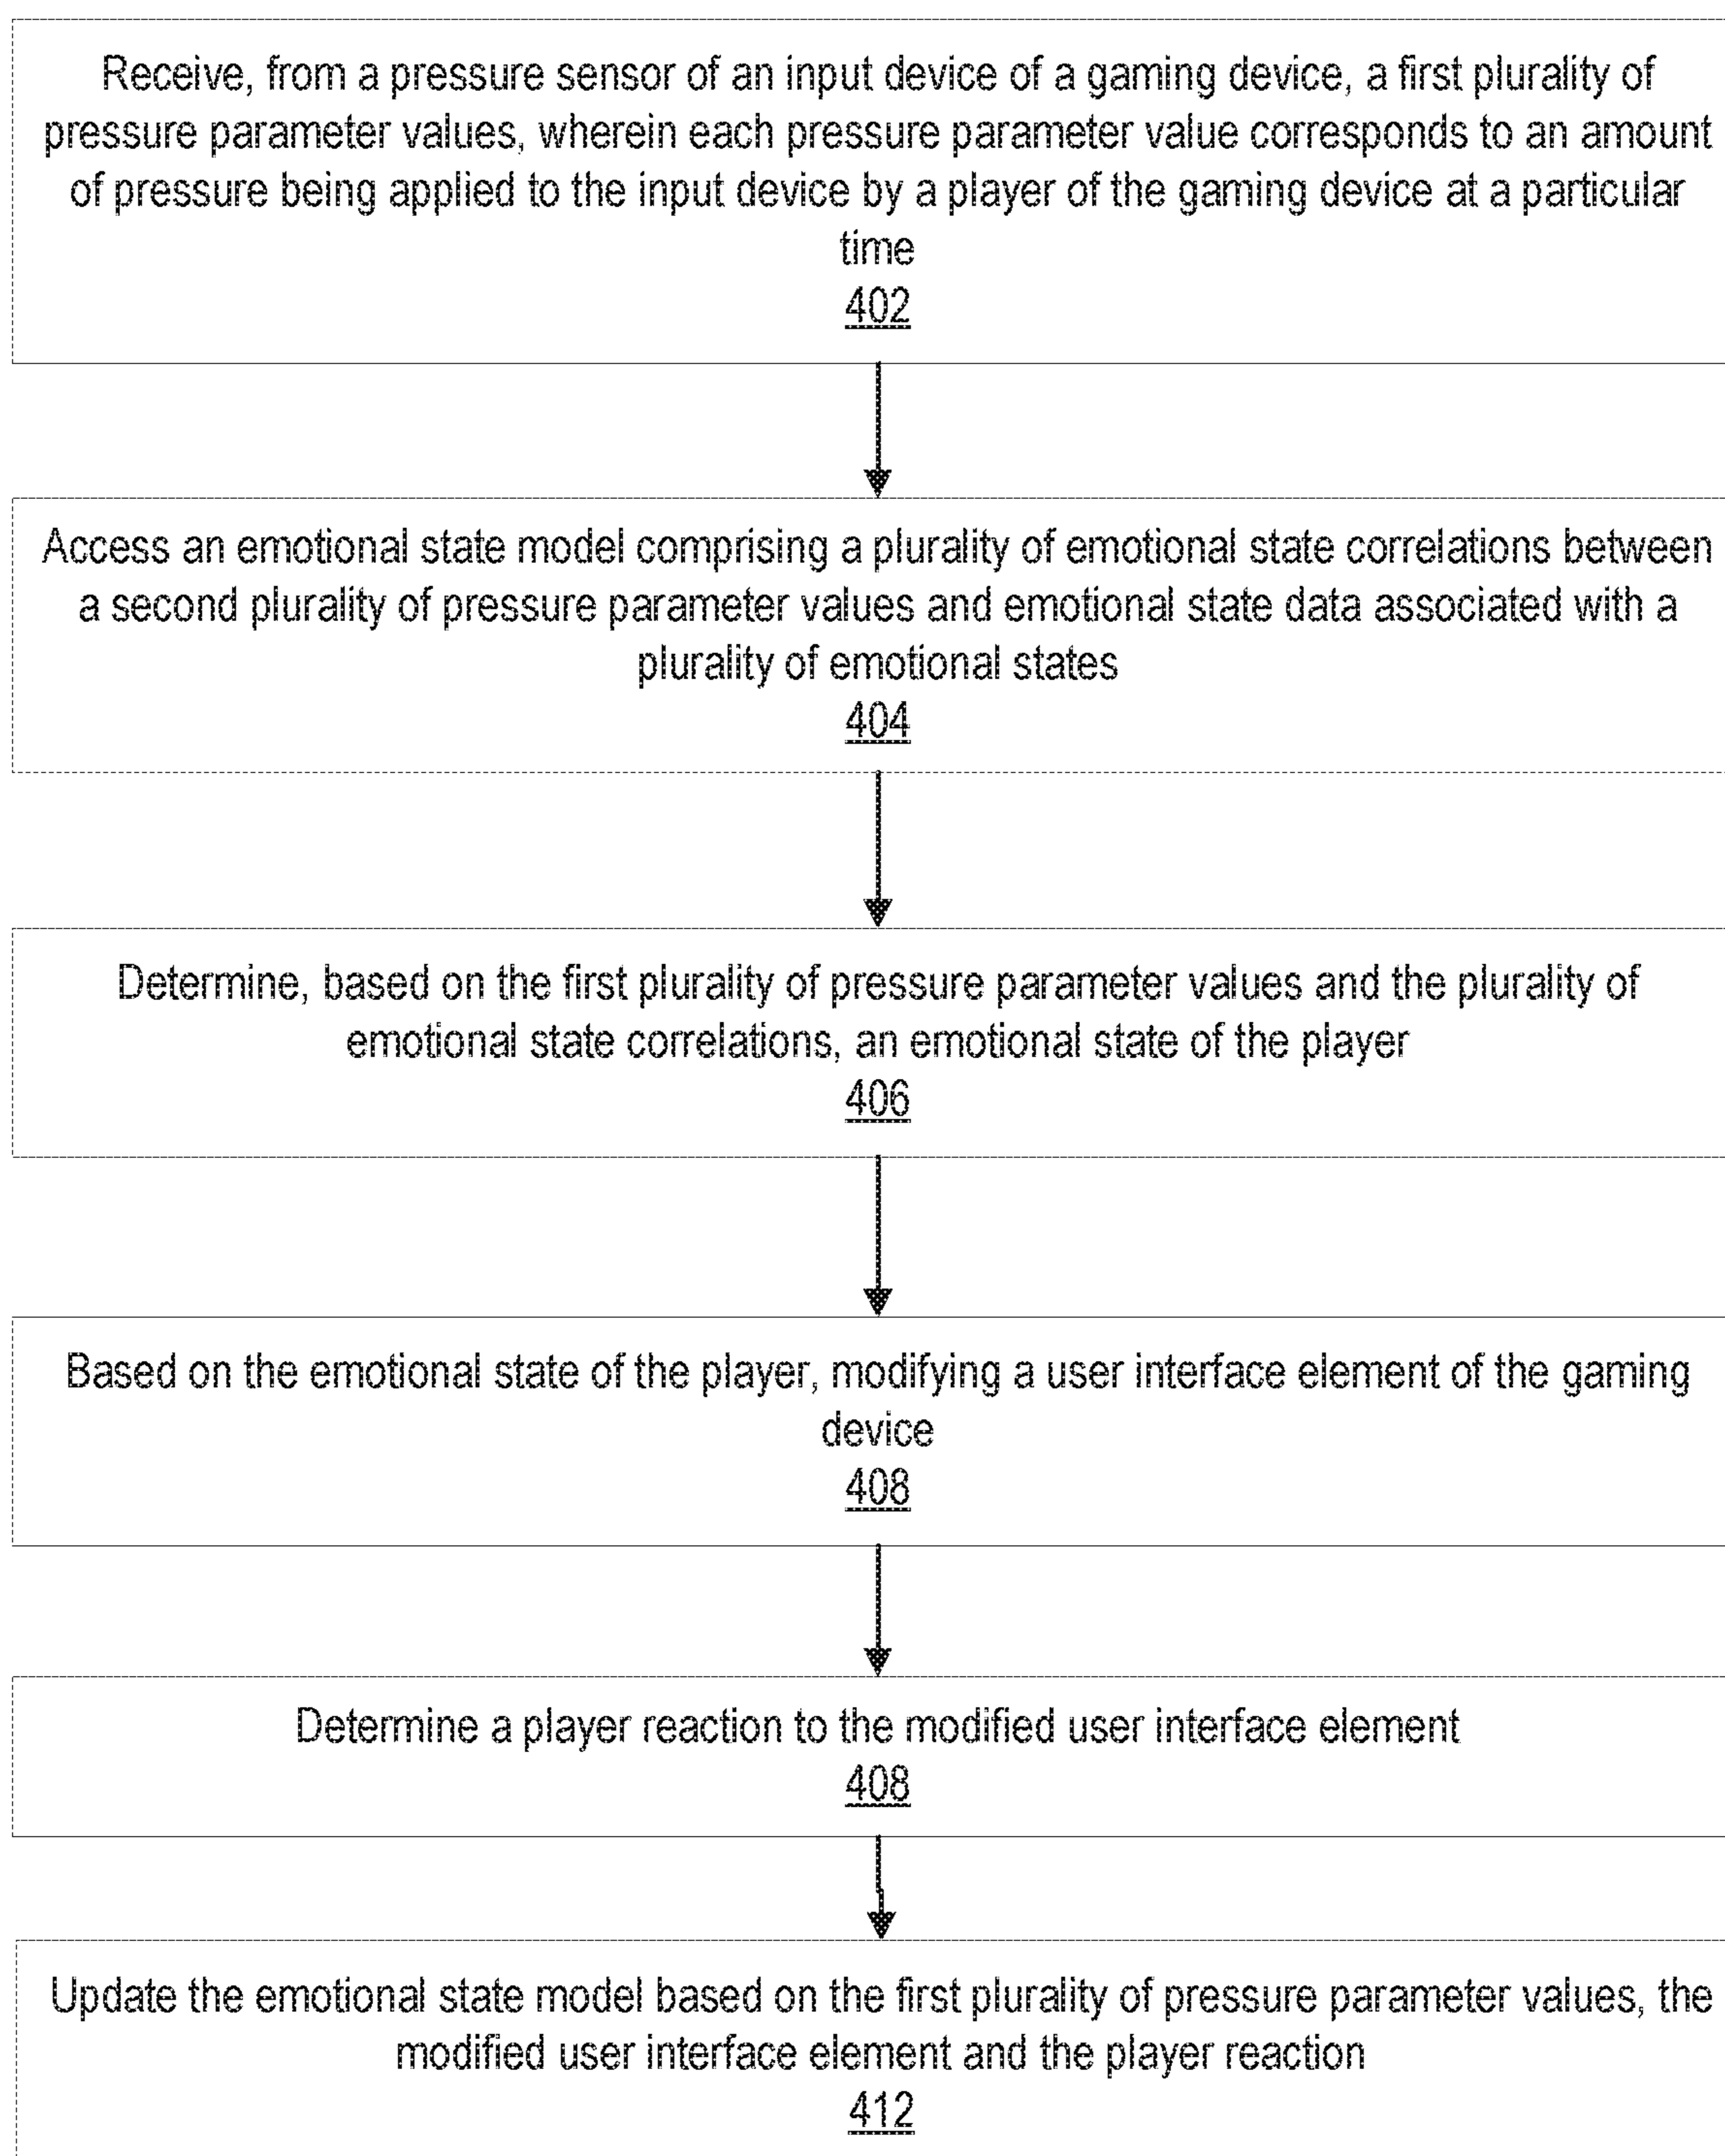 Receive, from a pressure sensor of an input device of a gaming device, a first plurality of
pressure parameter values, wherein each pressure parameter value corresponds to an amount
of pressure being applied to the input device by a player of the gaming device at a particular
time
402
Access an emotional state model comprising a plurality of emotional state correlations between
a second plurality of pressure parameter values and emotional state data associated with a
plurality of emotional states
404
Determine, based on the first plurality of pressure parameter values and the plurality of
emotional state correlations, an emotional state of the player
406
Based on the emotional state of the player, modifying a user interface element of the gaming
device
408
Determine a player reaction to the modified user interface element
408
Update the emotional state model based on the first plurality of pressure parameter values, the
modified user interface element and the player reaction
412